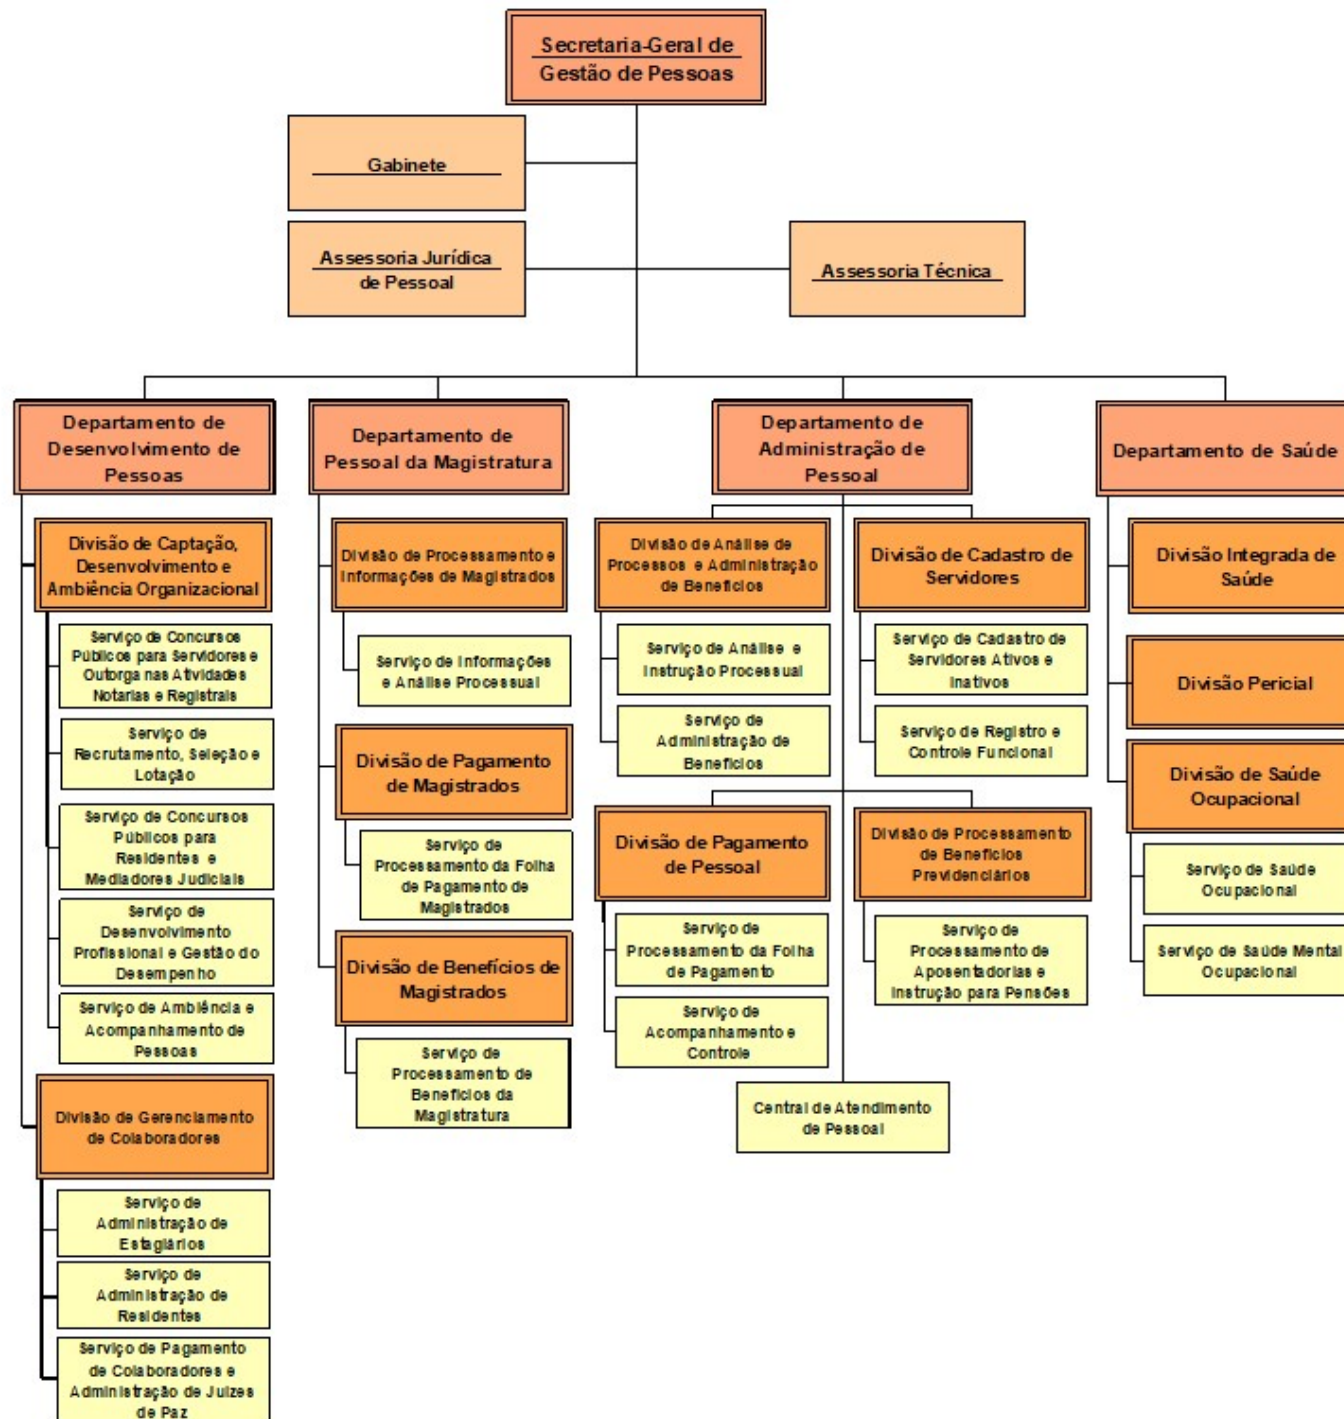 Secretaria-Geral de
Gestão de Pessoas
Gabinete
Assessoria Jurídica
de Pessoal
Assessoria Técnica
Departamento de
Desenvolvimento de
Pessoas
Divisão de Captação,
Desenvolvimento e
Ambiência Organizacional
Serviço de Concursos
Públicos para Servidores e
Outorga nas Atividades
Notarias e Registrais
Serviço de
Recrutamento, Seleção e
Lotação
Serviço de Concursos
Públicos para
Residentes e
Mediadores Judiciais
Serviço de
Desenvolvimento
Profissional e Gestão do
Desempenho
Serviço de Ambiência e
Acompanhamento de
Pessoas
Divisão de Gerenciamento
de Colaboradores
Serviço de
Administração de
Estagiários
Serviço de
Administração de
Residentes
Serviço de Pagamento
de Colaboradores e
Administração de Juízes
de Paz
Departamento de
Pessoal da Magistratura
Divisão de Processamento e
Informações de Magistrados
Serviço de Informações
e Análise Processual
Divisão de Pagamento
de Magistrados
Serviço de
Processamento da Folha
de Pagamento de
Magistrados
Divisão de Benefícios de
Magistrados
Serviço de
Processamento de
Benefícios da
Magistratura
Departamento de
Administração de
Pessoal
Divisão de Análise de
Processos e Administração
de Benefícios
Serviço de Análise e
Instrução Processual
Serviço de
Administração de
Benefícios
Divisão de Cadastro de
Servidores
Serviço de Cadastro de
Servidores Ativos e
Inativos
Serviço de Registro e
Controle Funcional
Divisão de Pagamento
de Pessoal
Serviço de
Processamento da Folha
de Pagamento
Serviço de
Acompanhamento e
Controle
Divisão de Processamento
de Benefícios
Previdenciários
Serviço de
Processamento de
Aposentadorias e
Instrução para Pensões
Central de Atendimento
de Pessoal
Departamento de Saúde
Divisão Integrada de
Saúde
Divisão Pericial
Divisão de Saúde
Ocupacional
Serviço de Saúde
Ocupacional
Serviço de Saúde Mental
Ocupacional